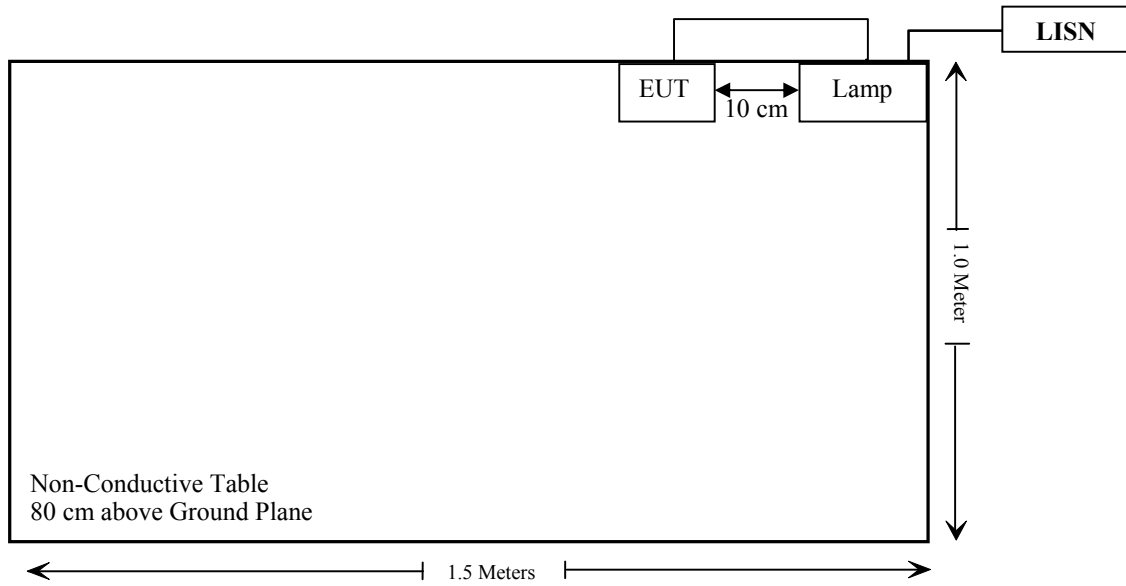 LISN
EUT
Lamp
10 cm
1.0 Meter
Non-Conductive Table
80 cm above Ground Plane
1.5 Meters